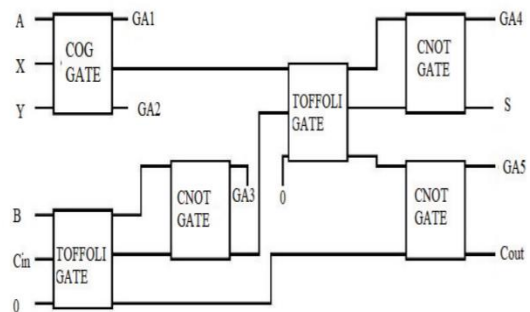 A
X
Y
COG
GATE
GA1
GA2
B
Cin
0
TOFFOLI
GATE
CNOT
GATE
GA3
TOFFOLI
GATE
0
CNOT
GATE
GA4
S
CNOT
GATE
GA5
Cout